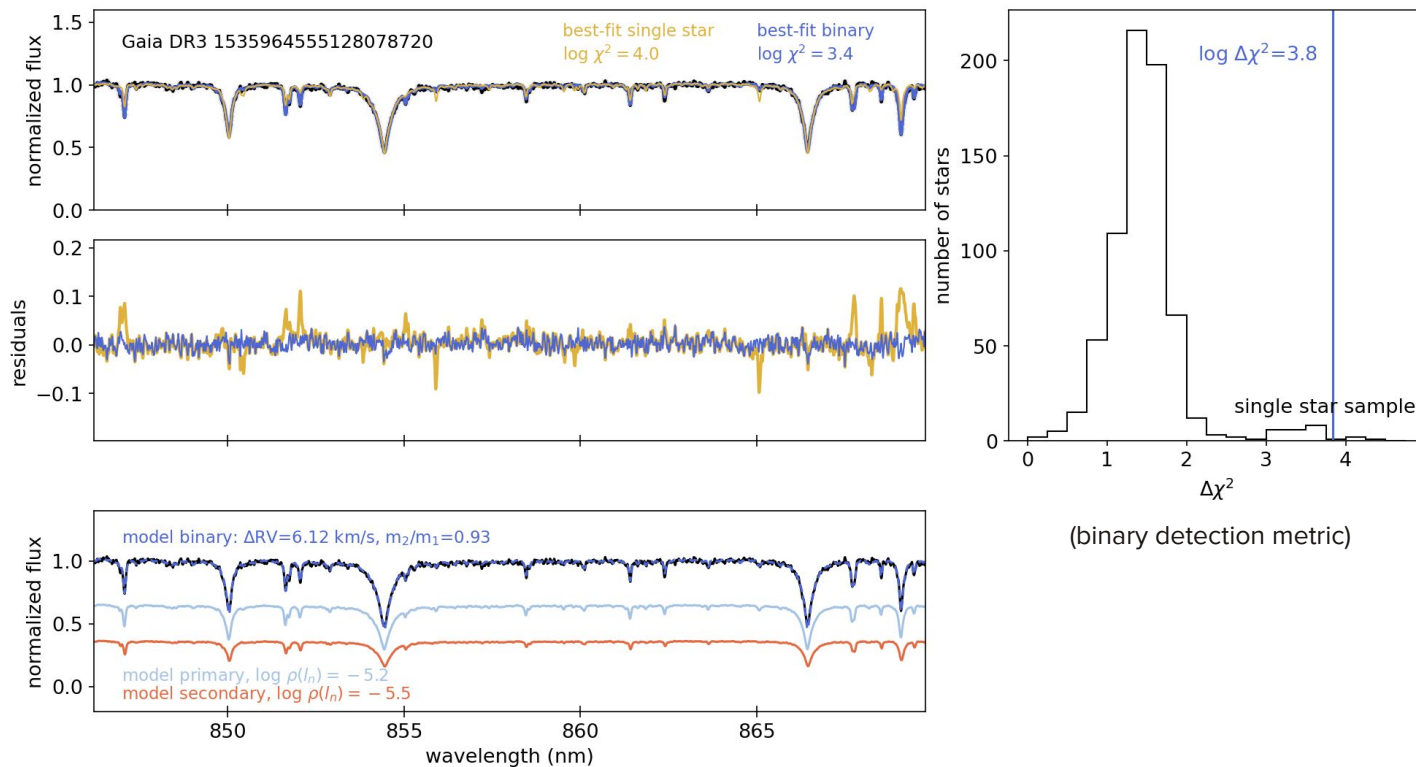 Gaia DR3 1535964555128078720
best-fit single star
log χ² = 4.0
best-fit binary
log χ² = 3.4
normalized flux
1.5
1.0
0.5
0.0
residuals
0.2
0.1
0.0
−0.1
model binary: ΔRV=6.12 km/s, m₂/m₁=0.93
normalized flux
1.0
0.5
0.0
model primary, log ρ(lₙ) = −5.2
model secondary, log ρ(lₙ) = −5.5
850
855
860
865
wavelength (nm)
log Δχ²=3.8
number of stars
200
150
100
50
0
single star sample
0
1
2
3
4
Δχ²
(binary detection metric)